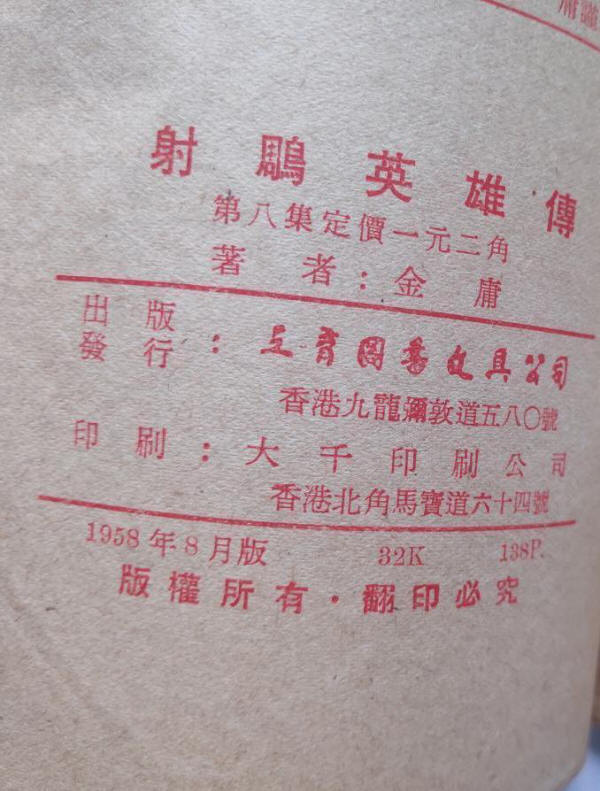 庸謹
射鵰英雄傳
第八集定價一元二角
著者：金庸
出版
發行：三育圖書文具公司
香港九龍彌敦道五八〇號
印刷：大千印刷公司
香港北角馬寶道六十四號
1958年8月版 32K 138P.
版權所有·翻印必究